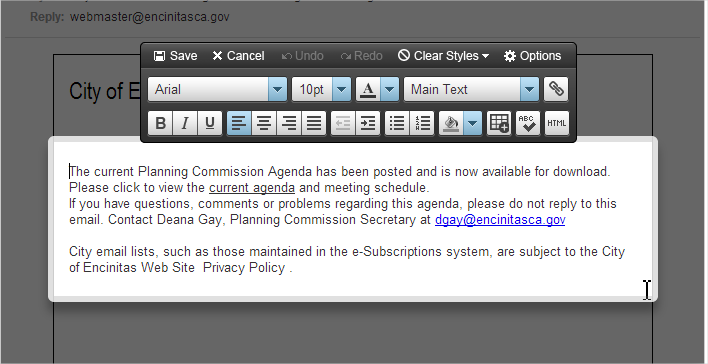 Reply: webmaster@encinitasca.gov
Save Cancel Undo Redo Clear Styles Options
City of E
Arial 10pt A Main Text
B I U ABC HTML
The current Planning Commission Agenda has been posted and is now available for download.
Please click to view the current agenda and meeting schedule.
If you have questions, comments or problems regarding this agenda, please do not reply to this
email. Contact Deana Gay, Planning Commission Secretary at dgay@encinitasca.gov
City email lists, such as those maintained in the e-Subscriptions system, are subject to the City
of Encinitas Web Site Privacy Policy .